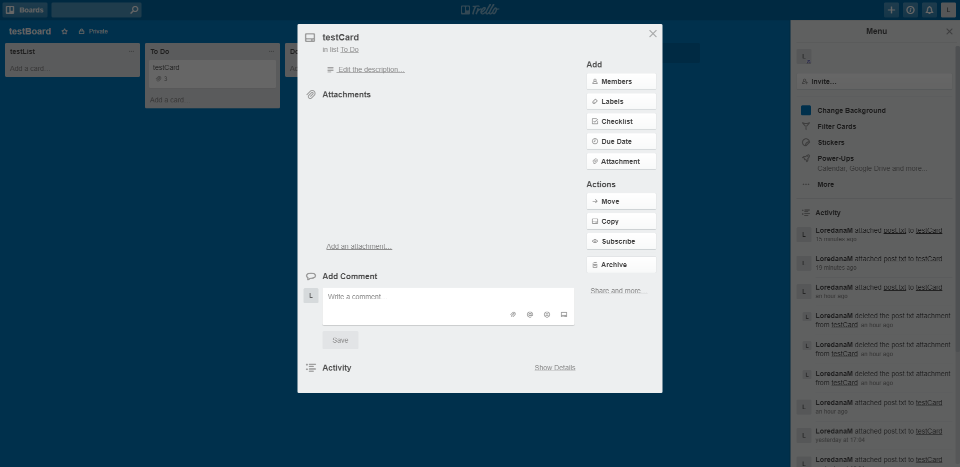 Boards
Trello
L
testBoard
Private
testList
Add a card...
To Do
testCard
3
Add a card...
Do
testCard
in list To Do
Edit the description...
Attachments
Add an attachment...
Add Comment
L
Write a comment
Save
Activity
Show Details
Add
Members
Labels
Checklist
Due Date
Attachment
Actions
Move
Copy
Subscribe
Archive
Share and more...
Menu
L
Invite...
Change Background
Filter Cards
Stickers
Power-Ups
Calendar, Google Drive and more...
More
Activity
L
LoredanaM attached post.txt to testCard
15 minutes ago
L
LoredanaM attached post.txt to testCard
19 minutes ago
L
LoredanaM attached post.txt to testCard
an hour ago
L
LoredanaM deleted the post.txt attachment
from testCard an hour ago
L
LoredanaM deleted the post.txt attachment
from testCard an hour ago
L
LoredanaM deleted the post.txt attachment
from testCard an hour ago
L
LoredanaM attached post.txt to testCard
an hour ago
L
LoredanaM attached post.txt to testCard
yesterday at 17:04
L
LoredanaM attached post.txt to testCard